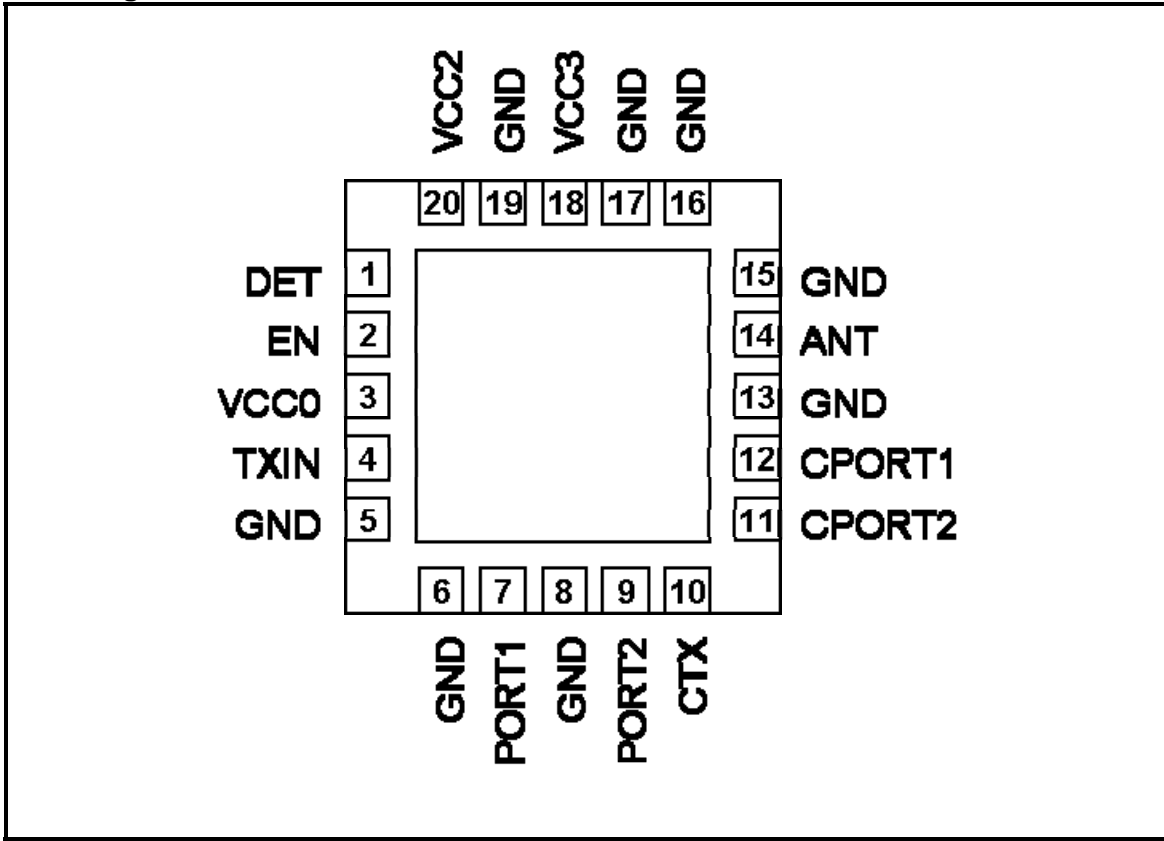 VCC2 GND VCC3 GND GND
20 19 18 17 16
DET 1 15 GND
EN 2 14 ANT
VCC0 3 13 GND
TXIN 4 12 CPORT1
GND 5 11 CPORT2
6 7 8 9 10
GND PORT1 GND PORT2 CTX